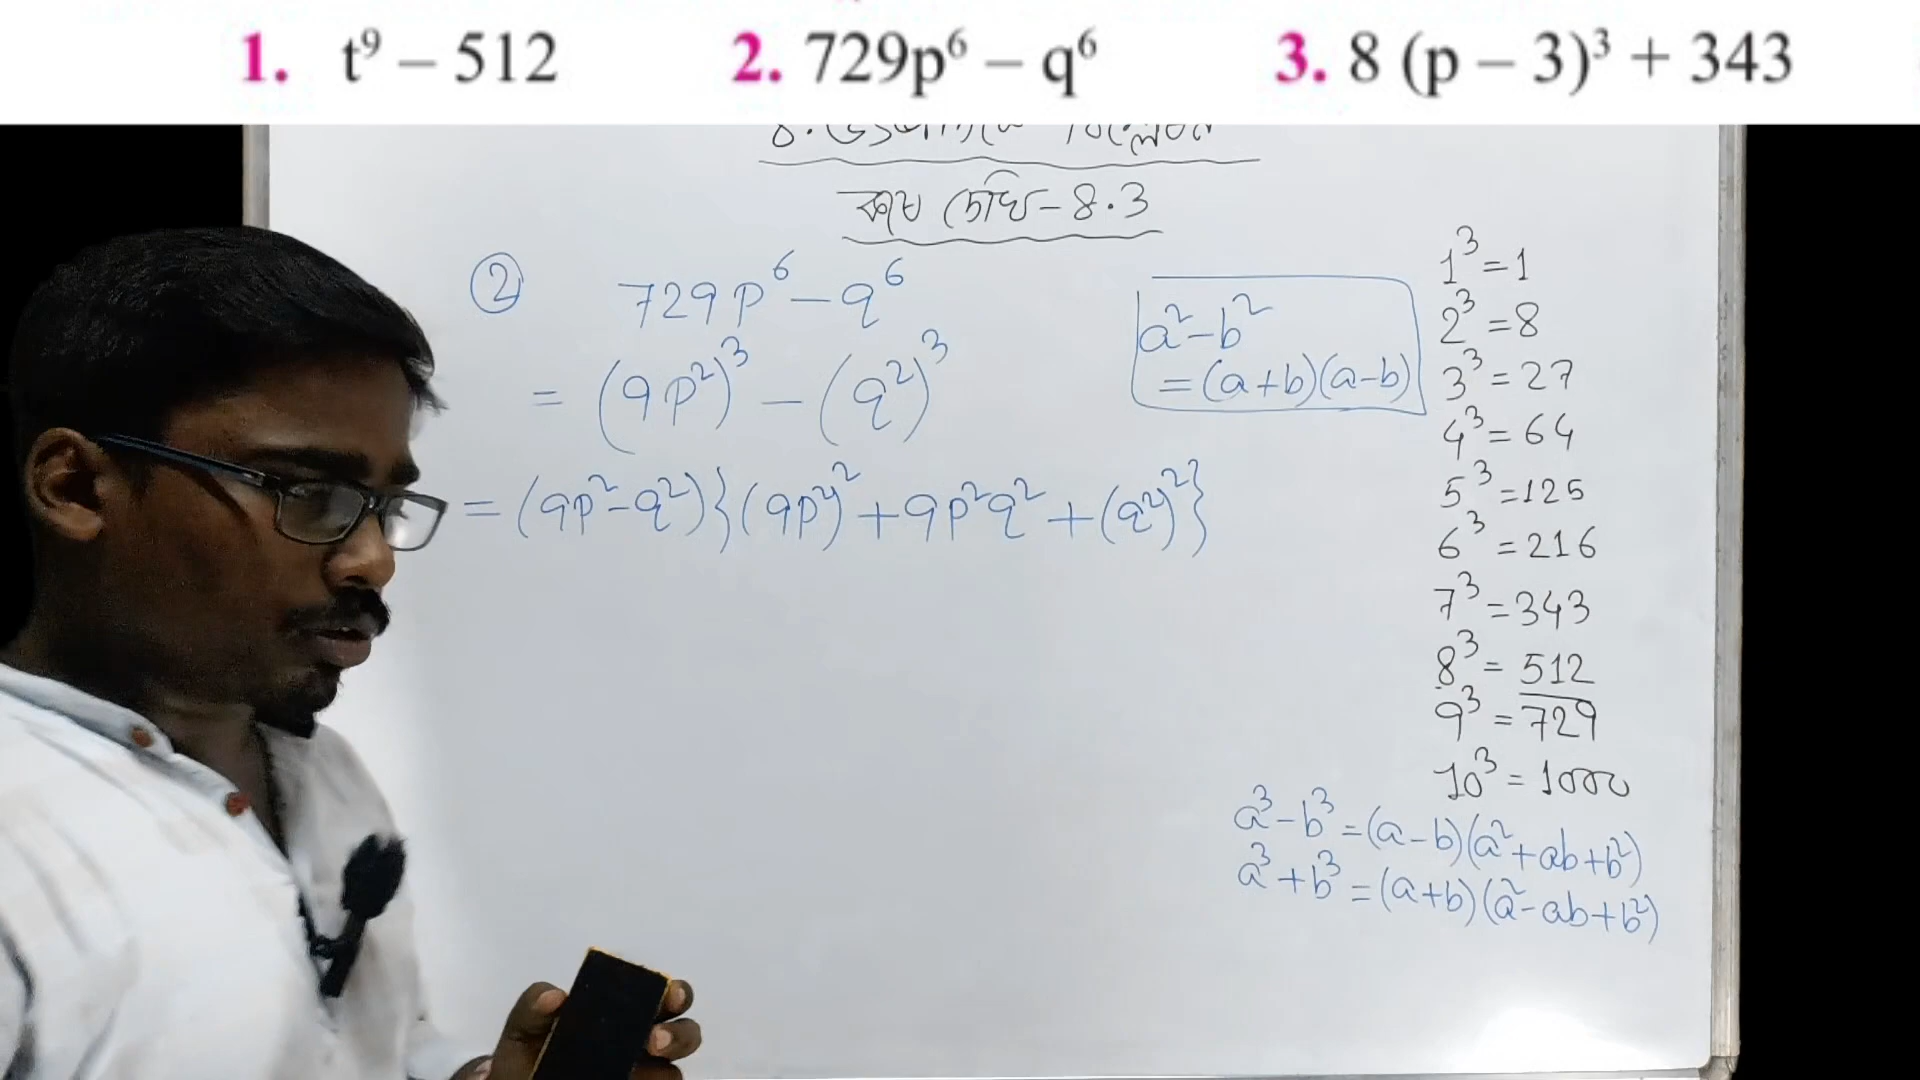 1. t⁹ – 512 2. 729p⁶ – q⁶ 3. 8 (p – 3)³ + 343
কষে দেখি – 8.3
② 729p⁶ – q⁶
= (9p²)³ – (q²)³
= (9p² – q²){(9p²)² + 9p²q² + (q²)²}
a² – b²
= (a+b)(a–b)
1³ = 1
2³ = 8
3³ = 27
4³ = 64
5³ = 125
6³ = 216
7³ = 343
8³ = 512
9³ = 729
10³ = 1000
a³ – b³ = (a – b)(a² + ab + b²)
a³ + b³ = (a + b)(a² – ab + b²)